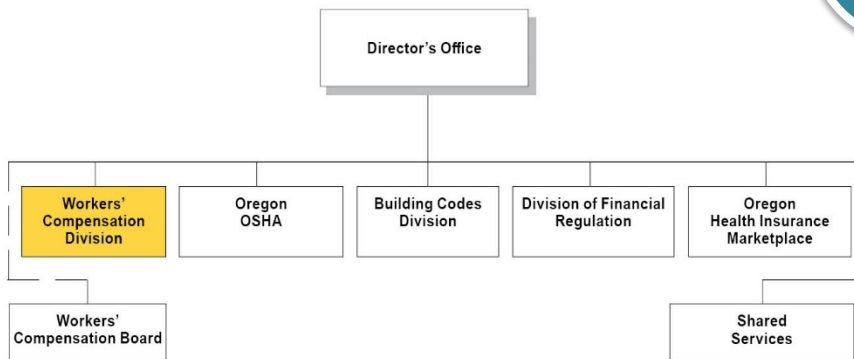 Director's Office
Workers'
Compensation
Division
Oregon
OSHA
Building Codes
Division
Division of Financial
Regulation
Oregon
Health Insurance
Marketplace
Workers'
Compensation Board
Shared
Services